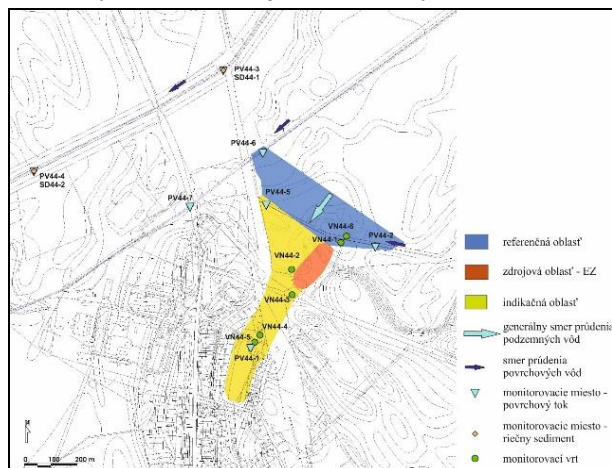 PV44-3
SD44-1
PV44-4
SD44-2
PV44-6
PV44-7
PV44-5
VN44-6
VN44-1
PV44-2
VN44-2
VN44-3
VN44-4
VN44-5
PV44-1
0 100 200 m
referenčná oblasť
zdrojová oblasť - EZ
indikačná oblasť
generálny smer prúdenia
podzemných vôd
smer prúdenia
povrchových vôd
monitorovacie miesto -
povrchový tok
monitorovacie miesto -
riečny sediment
monitorovací vrt